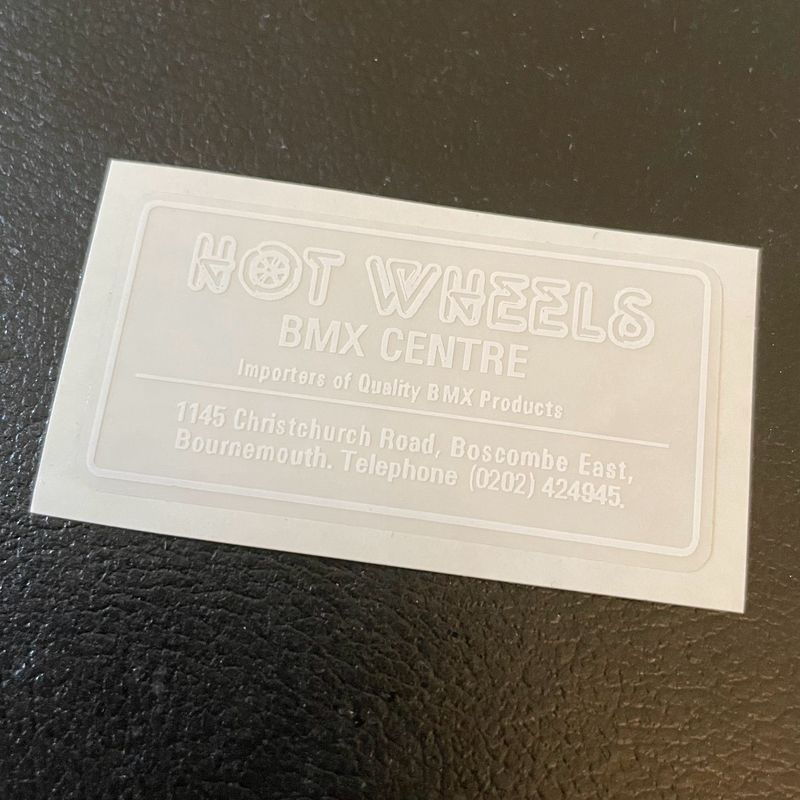 HOT WHEELS
BMX CENTRE
Importers of Quality BMX Products
1145 Christchurch Road, Boscombe East,
Bournemouth. Telephone (0202) 424945.